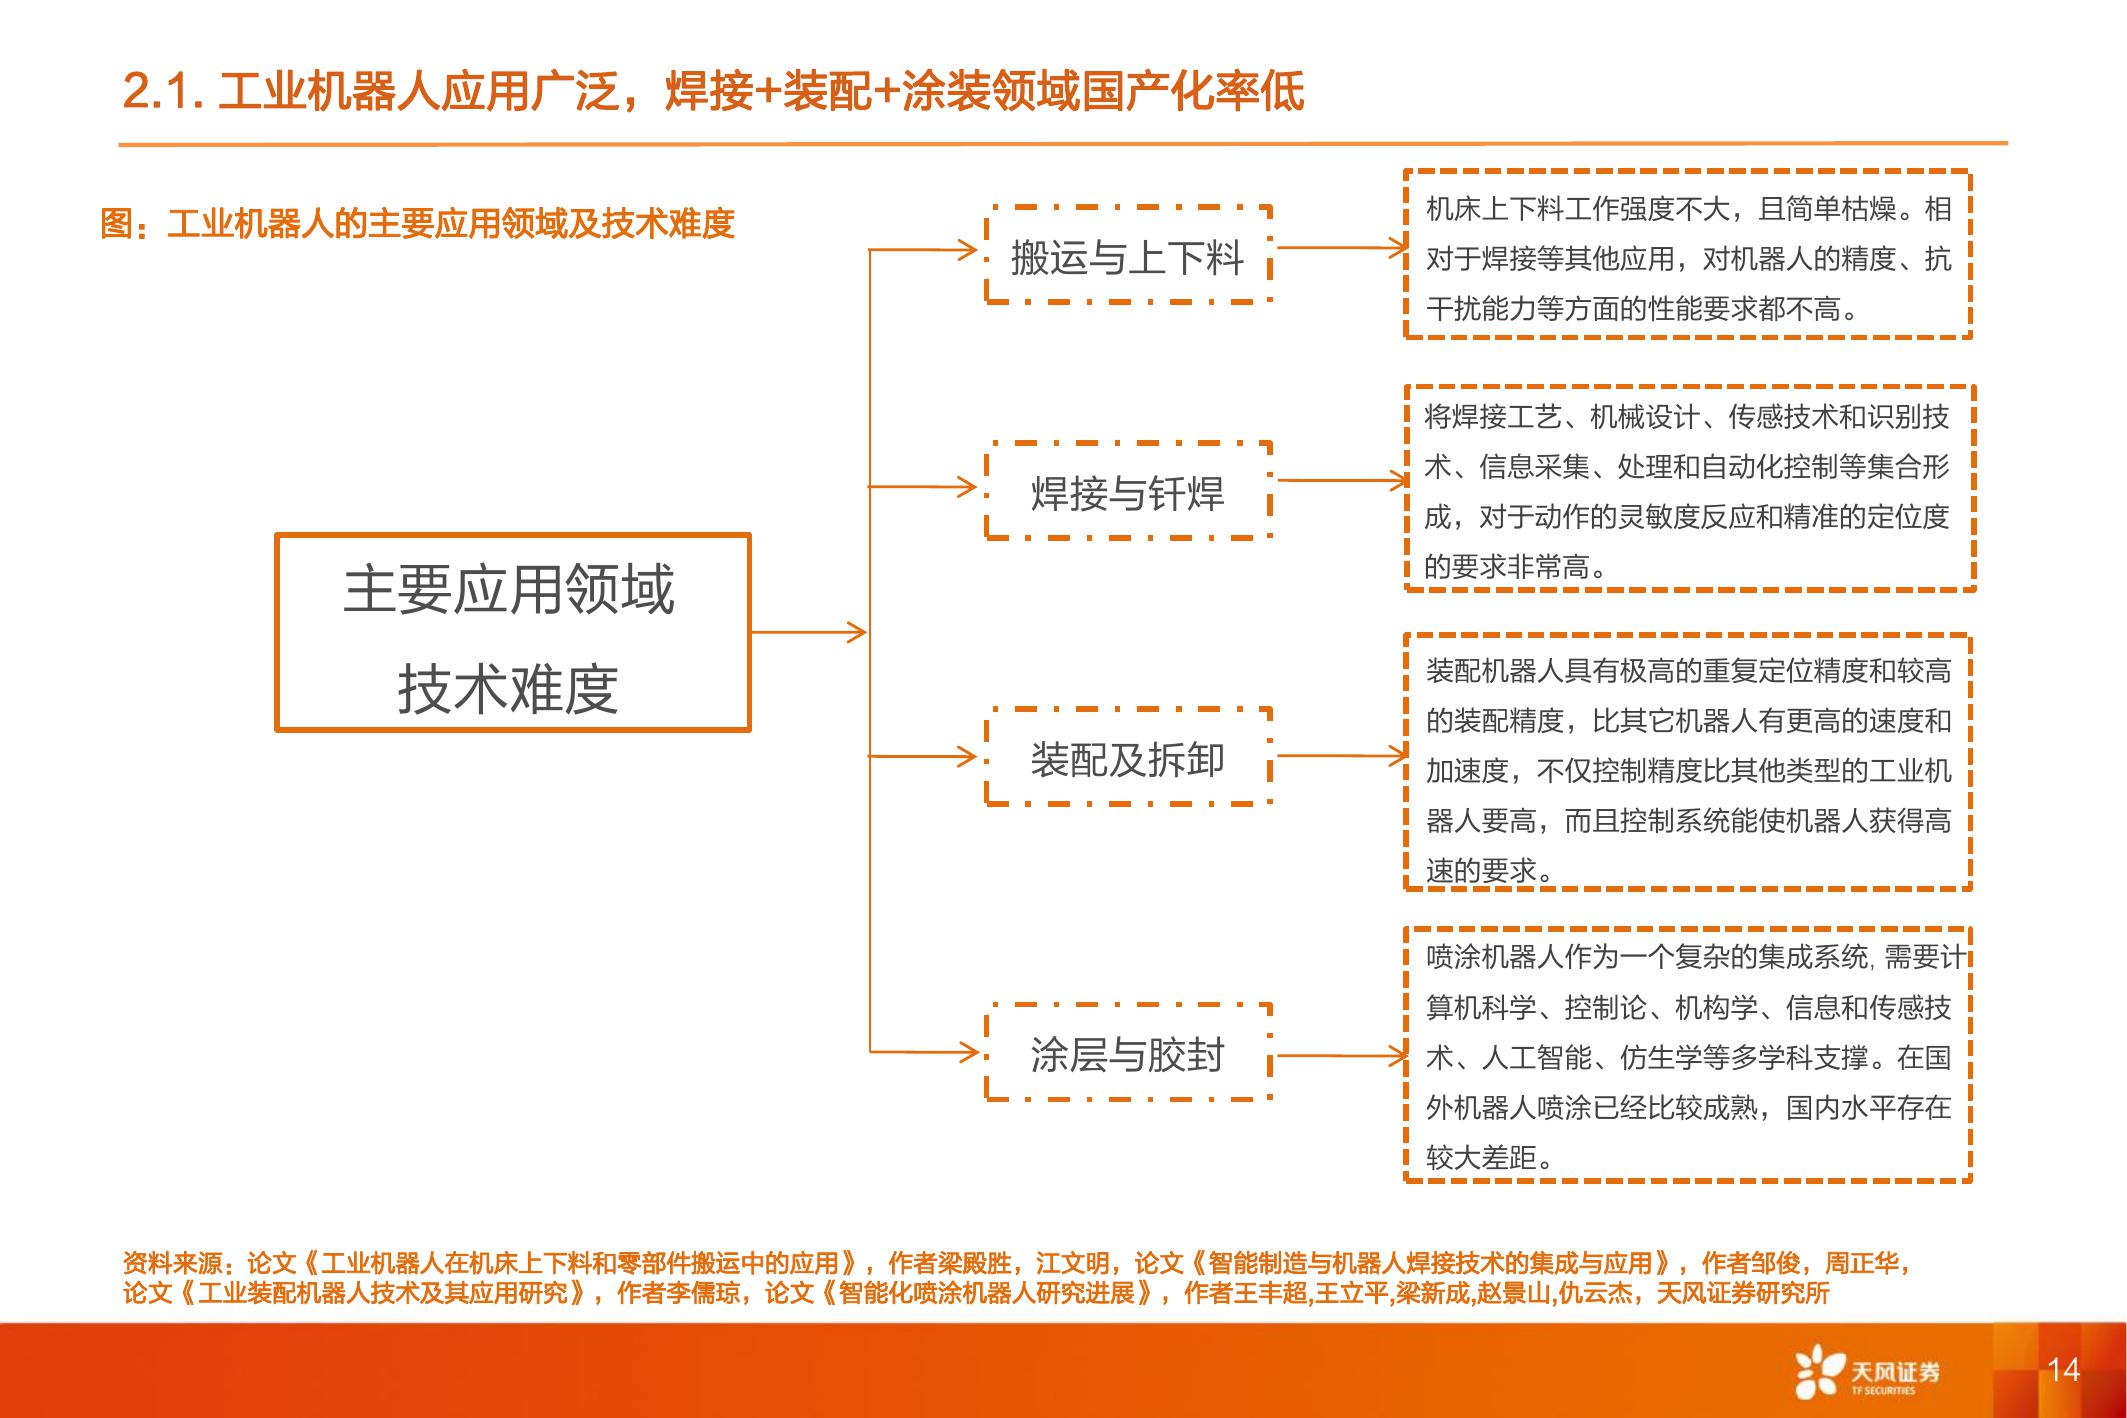 2.1. 工业机器人应用广泛，焊接+装配+涂装领域国产化率低
图：工业机器人的主要应用领域及技术难度
主要应用领域
技术难度
搬运与上下料
机床上下料工作强度不大，且简单枯燥。相
对于焊接等其他应用，对机器人的精度、抗
干扰能力等方面的性能要求都不高。
焊接与钎焊
将焊接工艺、机械设计、传感技术和识别技
术、信息采集、处理和自动化控制等集合形
成，对于动作的灵敏度反应和精准的定位度
的要求非常高。
装配及拆卸
装配机器人具有极高的重复定位精度和较高
的装配精度，比其它机器人有更高的速度和
加速度，不仅控制精度比其他类型的工业机
器人要高，而且控制系统能使机器人获得高
速的要求。
涂层与胶封
喷涂机器人作为一个复杂的集成系统, 需要计
算机科学、控制论、机构学、信息和传感技
术、人工智能、仿生学等多学科支撑。在国
外机器人喷涂已经比较成熟，国内水平存在
较大差距。
资料来源：论文《工业机器人在机床上下料和零部件搬运中的应用》，作者梁殿胜，江文明，论文《智能制造与机器人焊接技术的集成与应用》，作者邹俊，周正华，
论文《工业装配机器人技术及其应用研究》，作者李儒琼，论文《智能化喷涂机器人研究进展》，作者王丰超,王立平,梁新成,赵景山,仇云杰，天风证券研究所
天风证券
TF SECURITIES
14